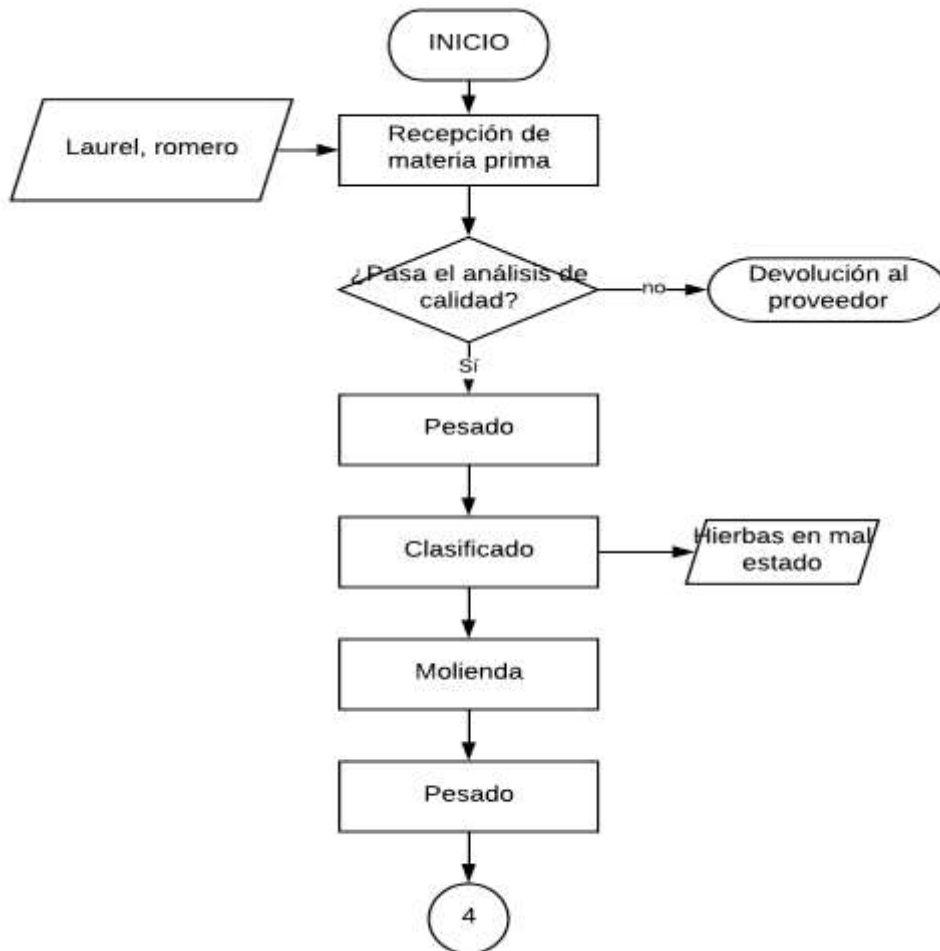 INICIO
Laurel, romero
Recepción de
materia prima
¿Pasa el análisis de
calidad?
no
Devolución al
proveedor
Sí
Pesado
Clasificado
Hierbas en mal
estado
Molienda
Pesado
4